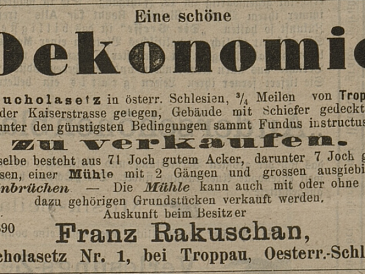 Eine schöne
Oekonomie
ucholasetz in österr. Schlesien, ¾ Meilen von Trop
der Kaiserstrasse gelegen, Gebäude mit Schiefer gedeckt
unter den günstigsten Bedingungen sammt Fundus instructus
zu verkaufen.
selbe besteht aus 71 Joch gutem Acker, darunter 7 Joch g
sen, einer Mühle mit 2 Gängen und grossen ausgiebi
inbrüchen — Die Mühle kann auch mit oder ohne
dazu gehörigen Grundstücken verkauft werden.
Auskunft beim Besitzer
90 Franz Rakuschan,
cholasetz Nr. 1, bei Troppau, Oesterr.-Schl